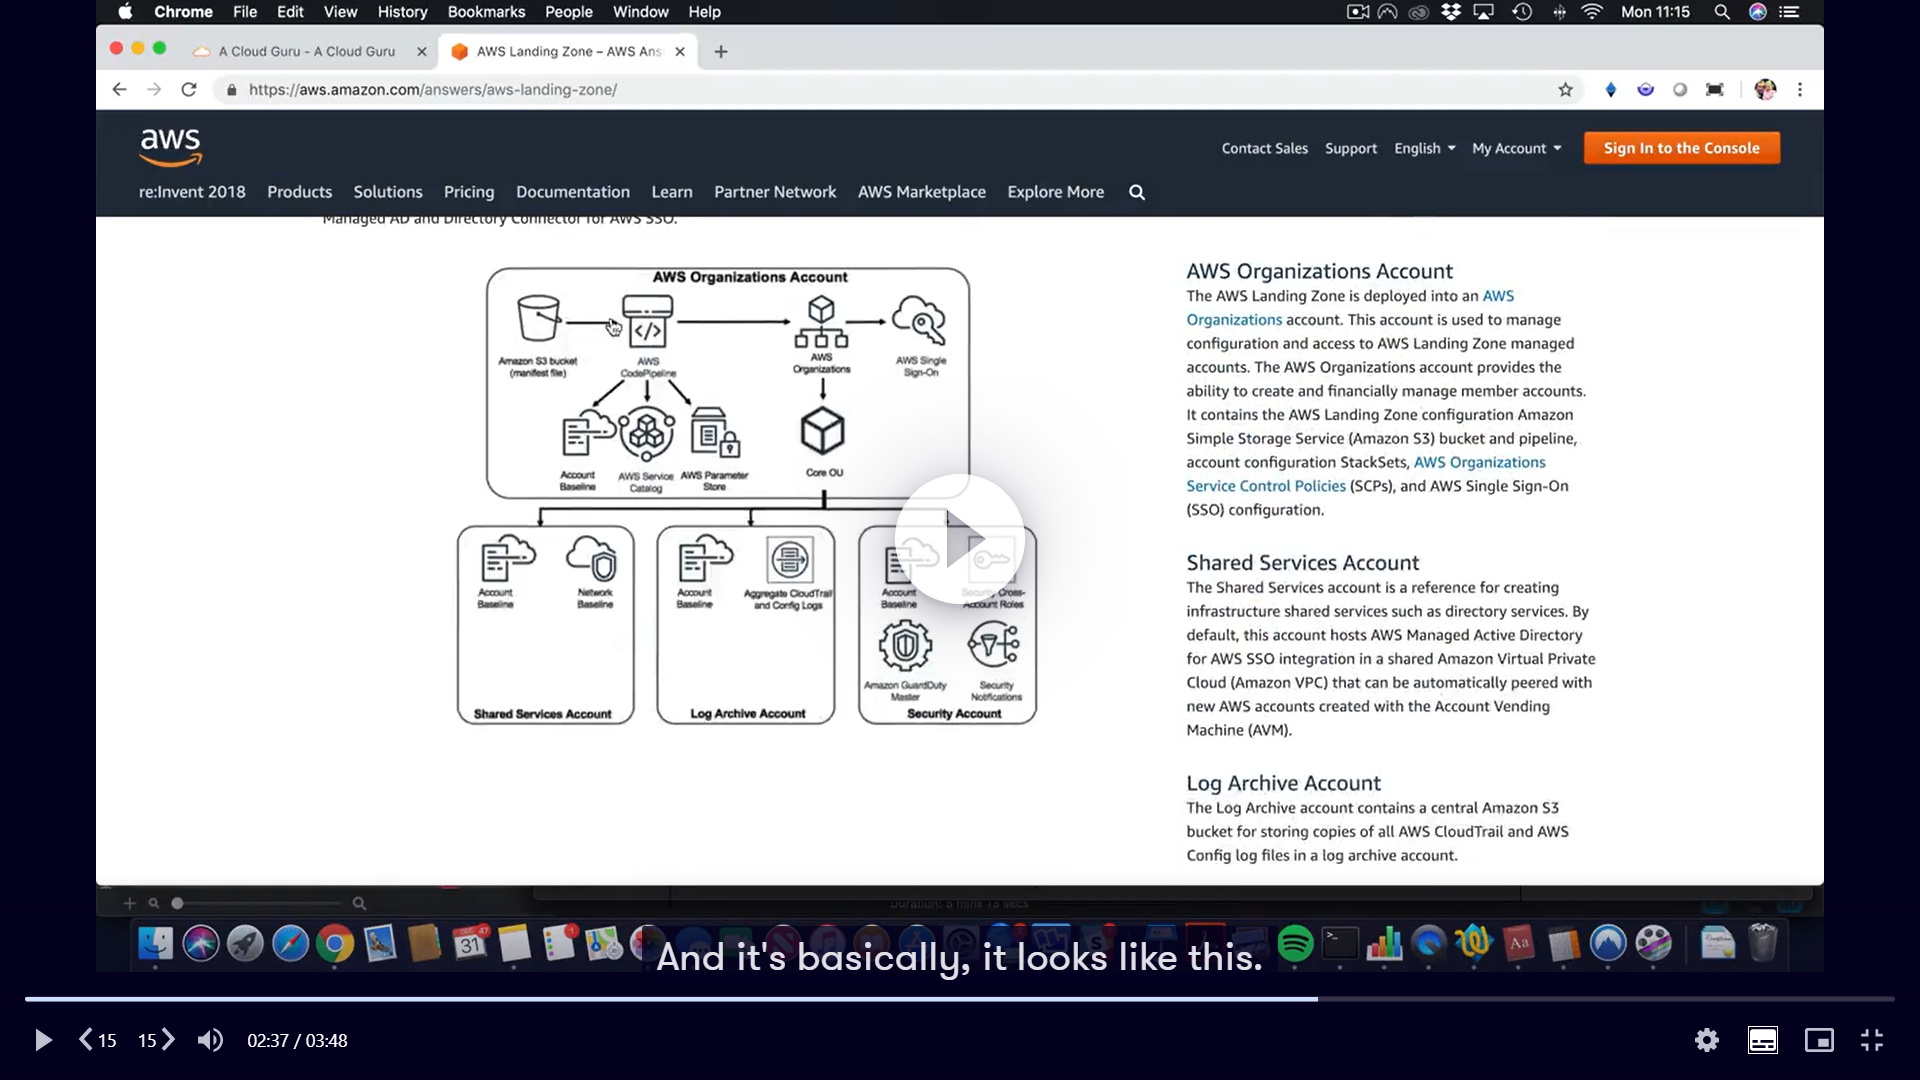 Chrome File Edit View History Bookmarks People Window Help Mon 11:15
A Cloud Guru - A Cloud Guru
AWS Landing Zone – AWS Ans
https://aws.amazon.com/answers/aws-landing-zone/
aws
Contact Sales Support English My Account Sign In to the Console
re:Invent 2018 Products Solutions Pricing Documentation Learn Partner Network AWS Marketplace Explore More
Managed AD and Directory Connector for AWS SSO.
AWS Organizations Account
Amazon S3 bucket
(manifest file)
AWS
CodePipeline
AWS
Organizations
AWS Single
Sign-On
Account
Baseline
AWS Service
Catalog
AWS Parameter
Store
Core OU
Account
Baseline
Network
Baseline
Shared Services Account
Account
Baseline
Aggregate CloudTrail
and Config Logs
Log Archive Account
Account
Baseline
Security Cross-
Account Roles
Amazon GuardDuty
Master
Security
Notifications
Security Account
AWS Organizations Account
The AWS Landing Zone is deployed into an AWS
Organizations account. This account is used to manage
configuration and access to AWS Landing Zone managed
accounts. The AWS Organizations account provides the
ability to create and financially manage member accounts.
It contains the AWS Landing Zone configuration Amazon
Simple Storage Service (Amazon S3) bucket and pipeline,
account configuration StackSets, AWS Organizations
Service Control Policies (SCPs), and AWS Single Sign-On
(SSO) configuration.
Shared Services Account
The Shared Services account is a reference for creating
infrastructure shared services such as directory services. By
default, this account hosts AWS Managed Active Directory
for AWS SSO integration in a shared Amazon Virtual Private
Cloud (Amazon VPC) that can be automatically peered with
new AWS accounts created with the Account Vending
Machine (AVM).
Log Archive Account
The Log Archive account contains a central Amazon S3
bucket for storing copies of all AWS CloudTrail and AWS
Config log files in a log archive account.
Duration: 5 mins 13 secs
DEC 47
31
Aa
And it's basically, it looks like this.
15 15 02:37 / 03:48